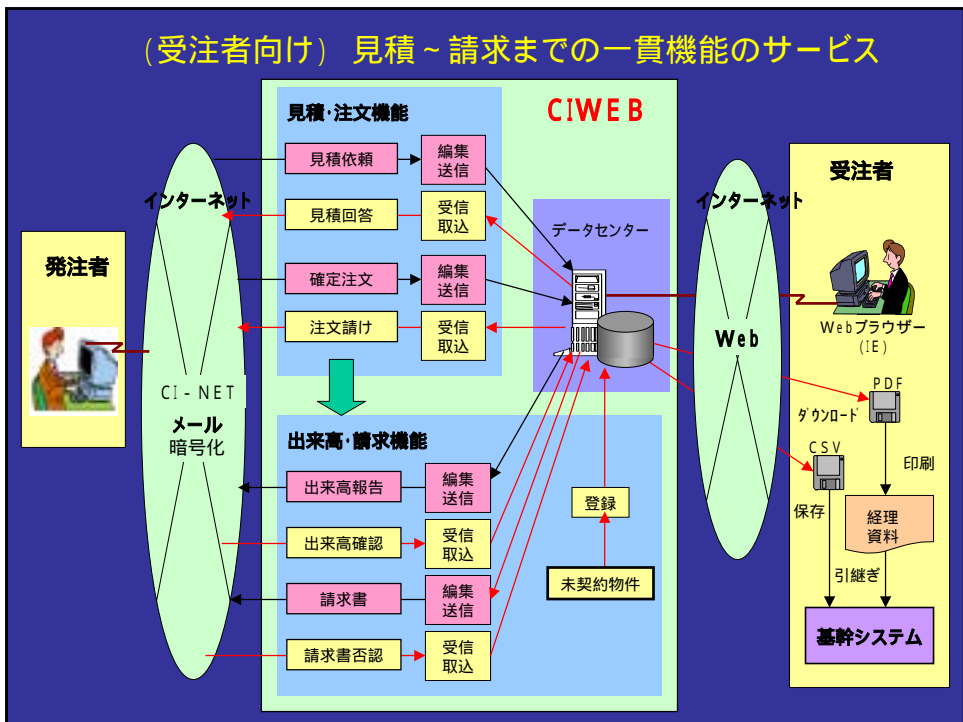 (受注者向け) 見積~請求までの一貫機能のサービス
CIWEB
見積・注文機能
見積依頼
編集
送信
見積回答
受信
取込
確定注文
編集
送信
注文請け
受信
取込
インターネット
CI-NET
メール
暗号化
発注者
データセンター
出来高・請求機能
出来高報告
編集
送信
出来高確認
受信
取込
請求書
編集
送信
請求書否認
受信
取込
登録
未契約物件
インターネット
Web
受注者
Webブラウザー
(IE)
PDF
ダウンロード
CSV
印刷
保存
経理
資料
引継ぎ
基幹システム